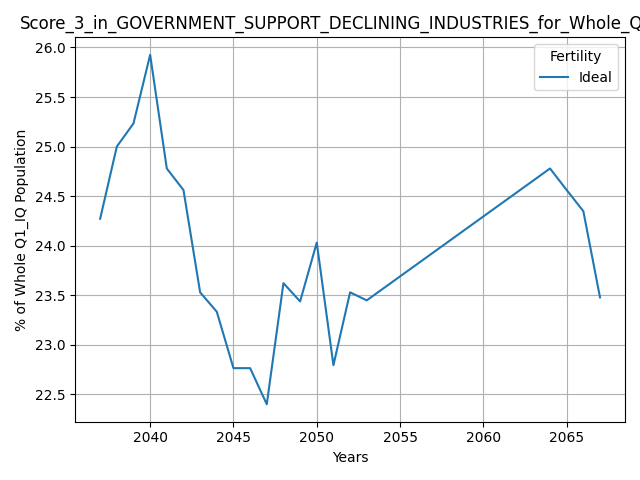 Score_3_in_GOVERNMENT_SUPPORT_DECLINING_INDUSTRIES_for_Whole_Q
Fertility
Ideal
% of Whole Q1_IQ Population
26.0
25.5
25.0
24.5
24.0
23.5
23.0
22.5
2040 2045 2050 2055 2060 2065
Years